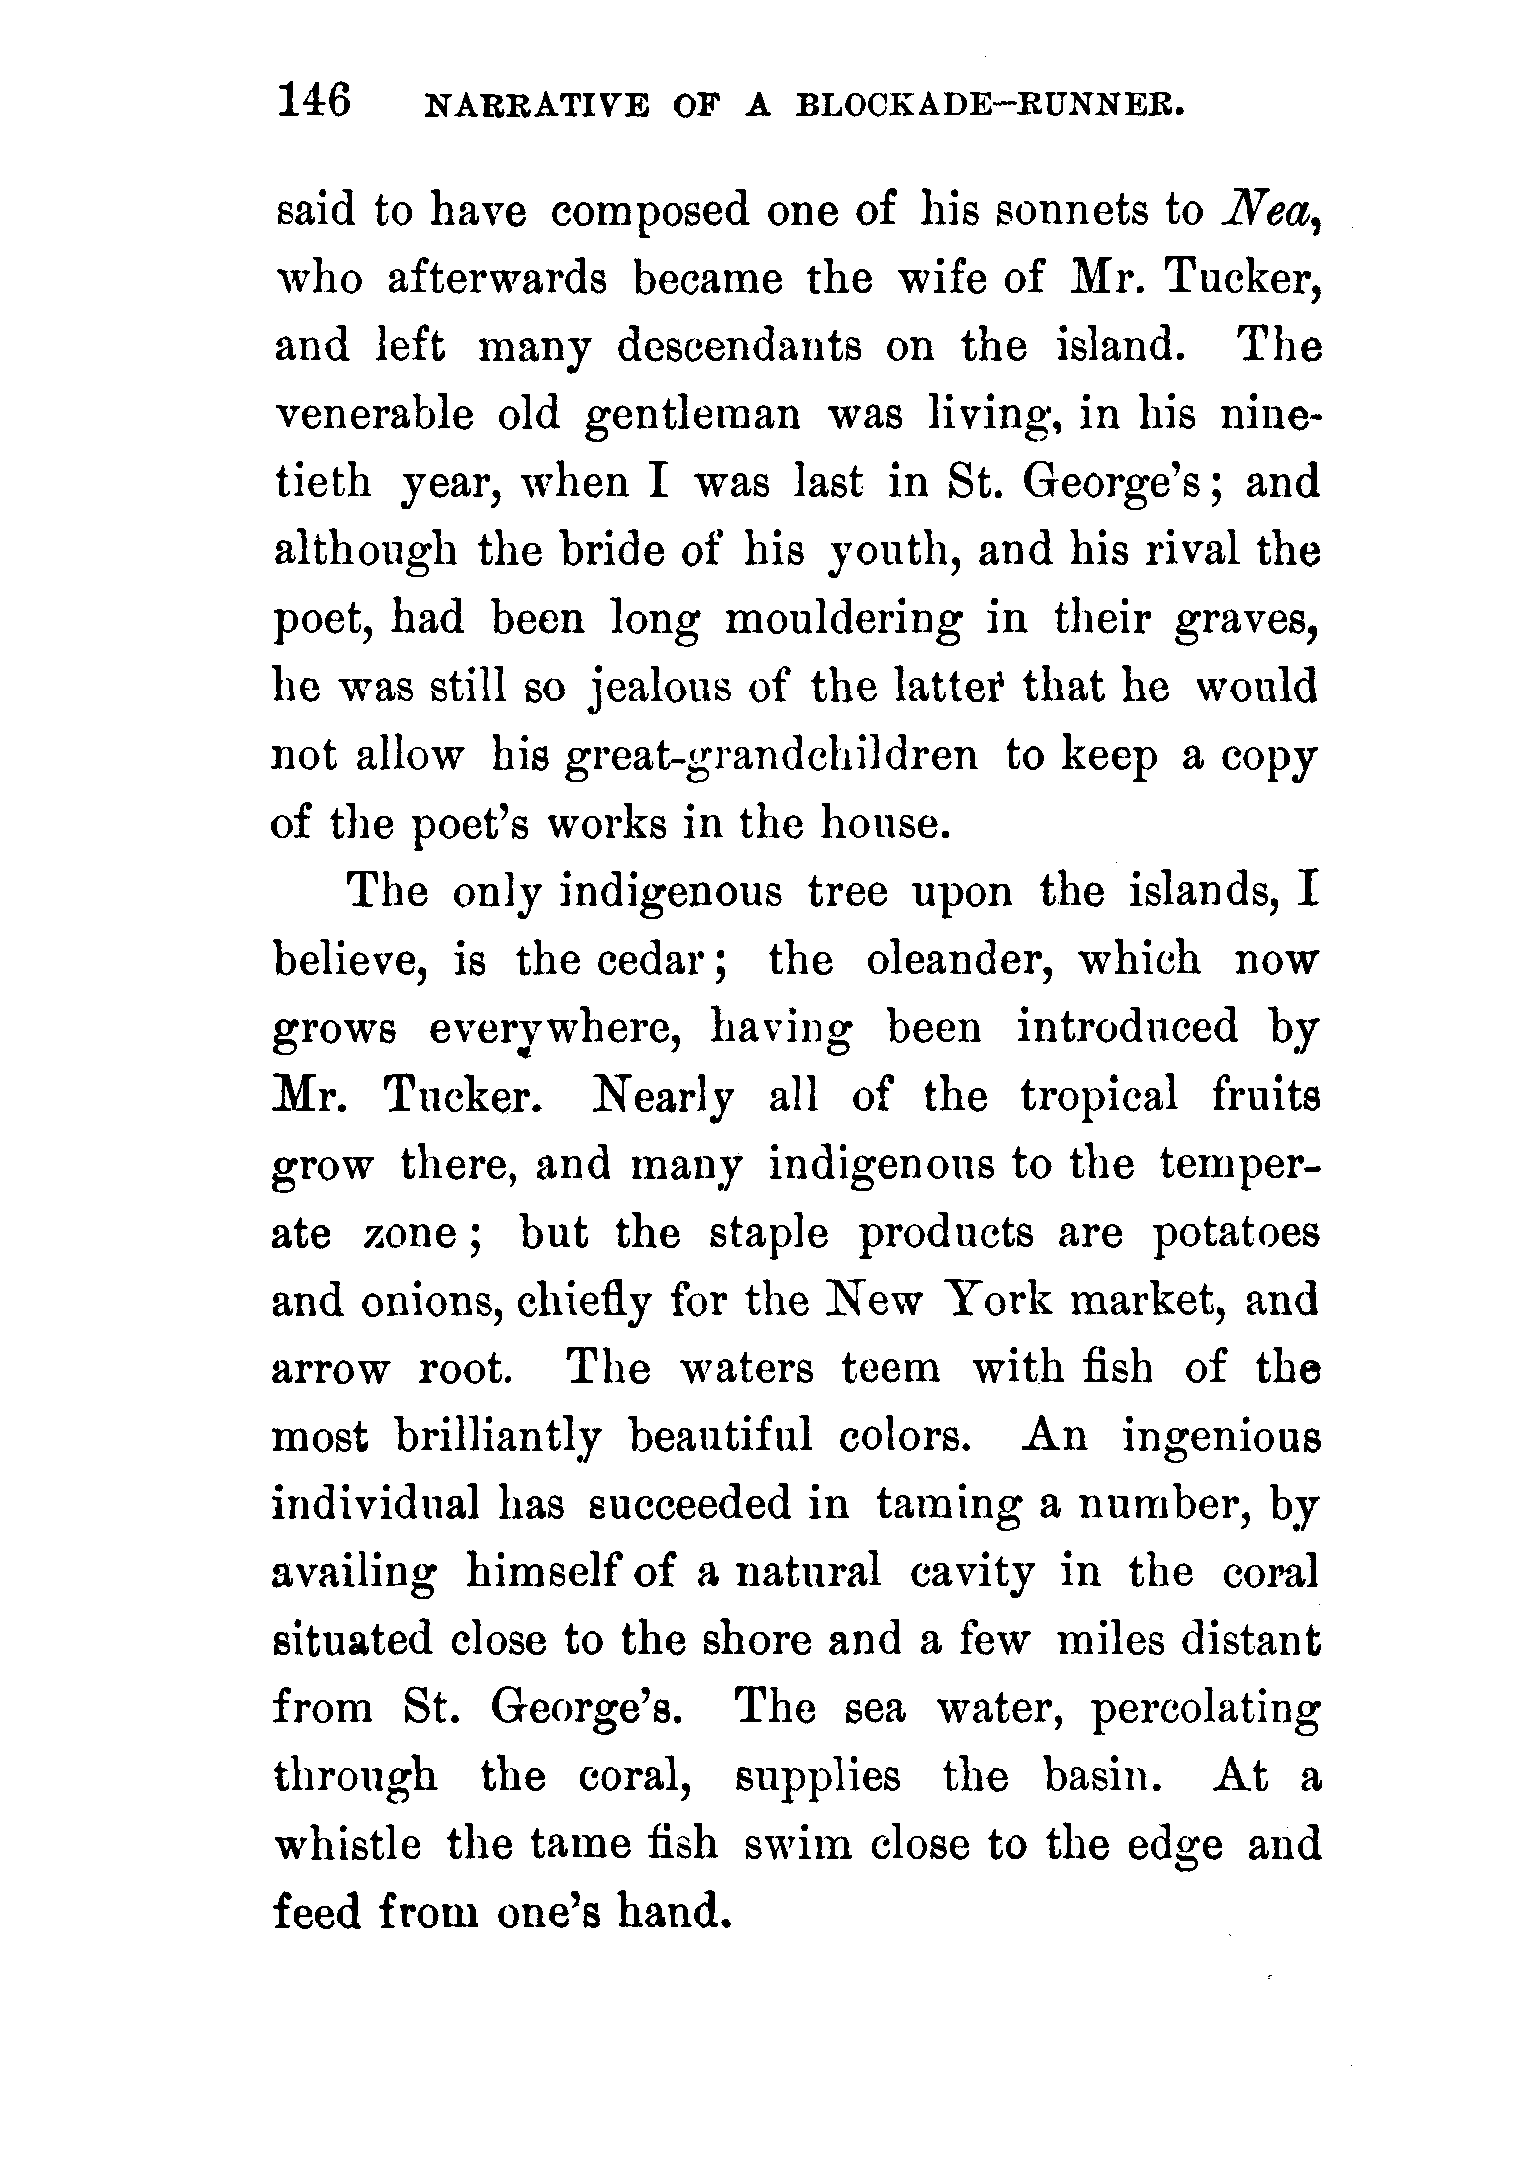 146 NARRATIVE OF A BLOCKADE-RUNNER.
said to have composed one of his sonnets to Nea,
who afterwards became the wife of Mr. Tucker,
and left many descendants on the island. The
venerable old gentleman was living, in his nine-
tieth year, when I was last in St. George's; and
although the bride of his youth, and his rival the
poet, had been long mouldering in their graves,
he was still so jealous of the latter that he would
not allow his great-grandchildren to keep a copy
of the poet's works in the house.
The only indigenous tree upon the islands, I
believe, is the cedar; the oleander, which now
grows everywhere, having been introduced by
Mr. Tucker. Nearly all of the tropical fruits
grow there, and many indigenous to the temper-
ate zone; but the staple products are potatoes
and onions, chiefly for the New York market, and
arrow root. The waters teem with fish of the
most brilliantly beautiful colors. An ingenious
individual has succeeded in taming a number, by
availing himself of a natural cavity in the coral
situated close to the shore and a few miles distant
from St. George's. The sea water, percolating
through the coral, supplies the basin. At a
whistle the tame fish swim close to the edge and
feed from one's hand.